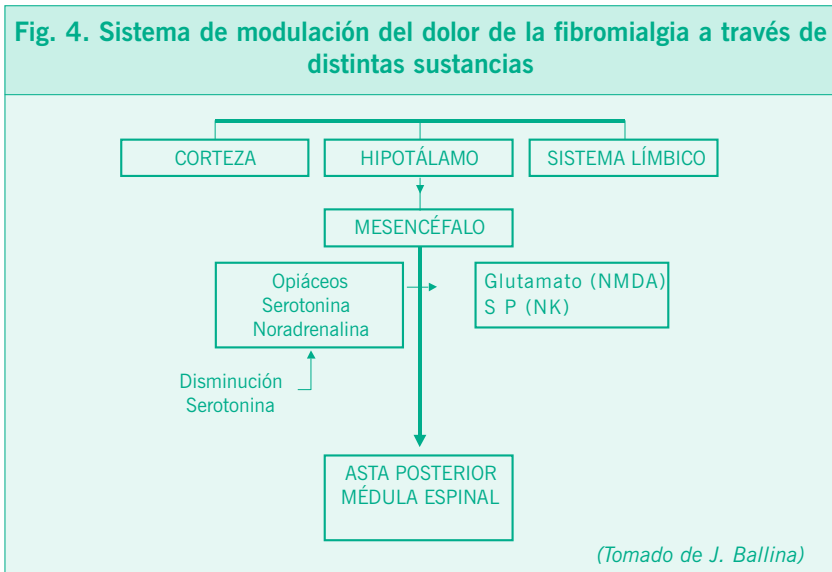 Fig. 4. Sistema de modulación del dolor de la fibromialgia a través de
distintas sustancias
CORTEZA
HIPOTÁLAMO
SISTEMA LÍMBICO
MESENCÉFALO
Opiáceos
Serotonina
Noradrenalina
Glutamato (NMDA)
S P (NK)
Disminución
Serotonina
ASTA POSTERIOR
MÉDULA ESPINAL
(Tomado de J. Ballina)